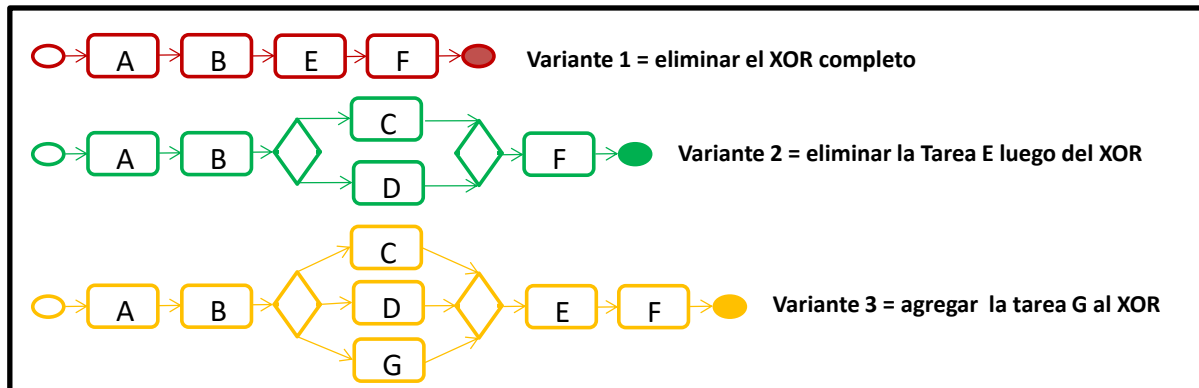 A B E F Variante 1 = eliminar el XOR completo
C
A B F Variante 2 = eliminar la Tarea E luego del XOR
D
C
A B D E F Variante 3 = agregar la tarea G al XOR
G